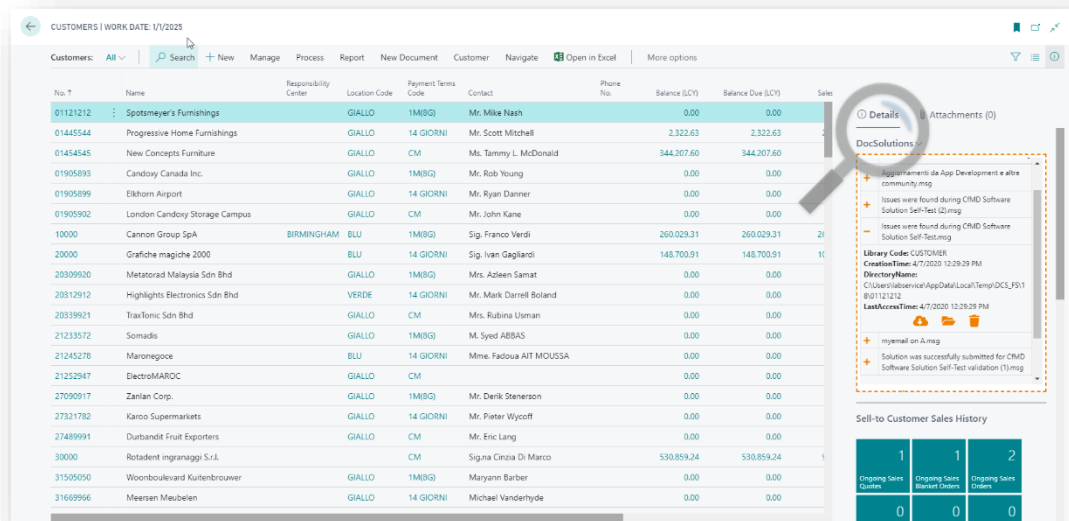 CUSTOMERS | WORK DATE: 1/1/2025
Customers: All Search + New Manage Process Report New Document Customer Navigate Open in Excel More options
No. ↑ Name Responsibility Center Location Code Payment Terms Code Contact Phone No. Balance (LCY) Balance Due (LCY) Sales
01121212 Spotsmeyer's Furnishings GIALLO 1M(8G) Mr. Mike Nash 0.00 0.00
01445544 Progressive Home Furnishings GIALLO 14 GIORNI Mr. Scott Mitchell 2,322.63 2,322.63 2
01454545 New Concepts Furniture GIALLO CM Ms. Tammy L. McDonald 344,207.60 344,207.60
01905893 Candoxy Canada Inc. GIALLO 1M(8G) Mr. Rob Young 0.00 0.00
01905899 Elkhorn Airport GIALLO 14 GIORNI Mr. Ryan Danner 0.00 0.00
01905902 London Candoxy Storage Campus GIALLO CM Mr. John Kane 0.00 0.00
10000 Cannon Group SpA BIRMINGHAM BLU 1M(8G) Sig. Franco Verdi 260,029.31 260,029.31
20000 Grafiche magiche 2000 BLU 14 GIORNI Sig. Ivan Gagliardi 148,700.91 148,700.91
20309920 Metatorad Malaysia Sdn Bhd GIALLO 1M(8G) Mrs. Azleen Samat 0.00 0.00
20312912 Highlights Electronics Sdn Bhd VERDE 14 GIORNI Mr. Mark Darrell Boland 0.00 0.00
20339921 TraxTonic Sdn Bhd GIALLO CM Mrs. Rubina Usman 0.00 0.00
21233572 Somadis GIALLO 1M(8G) M. Syed ABBAS 0.00 0.00
21245278 Maronegoce BLU 14 GIORNI Mme. Fadoua AIT MOUSSA 0.00 0.00
21252947 ElectroMAROC GIALLO CM 0.00 0.00
27090917 Zanlan Corp. GIALLO 1M(8G) Mr. Derik Stenerson 0.00 0.00
27321782 Karoo Supermarkets GIALLO 14 GIORNI Mr. Pieter Wycoff 0.00 0.00
27489991 Durbandit Fruit Exporters GIALLO CM Mr. Eric Lang 0.00 0.00
30000 Rotadent ingranaggi S.r.l. CM Sig.na Cinzia Di Marco 530,859.24 530,859.24
31505050 Woonboulevard Kuitenbrouwer GIALLO 1M(8G) Maryann Barber 0.00 0.00
31669966 Meersen Meubelen GIALLO 14 GIORNI Michael Vanderhyde 0.00 0.00
Details Attachments (0)
DocSolutions
+ Aggiornamenti da App Development e altre
community.msg
+ Issues were found during CfMD Software
Solution Self-Test (2).msg
− Issues were found during CfMD Software
Solution Self-Test.msg
Library Code: CUSTOMER
CreationTime: 4/7/2020 12:29:29 PM
DirectoryName:
C:\Users\labservice\AppData\Local\Temp\DCS_FS\1
8\01121212
LastAccessTime: 4/7/2020 12:29:29 PM
+ myemail on A.msg
+ Solution was successfully submitted for CfMD
Software Solution Self-Test validation (1).msg
Sell-to Customer Sales History
1 1 2
Ongoing Sales Quotes Ongoing Sales Blanket Orders Ongoing Sales Orders
0 0 0